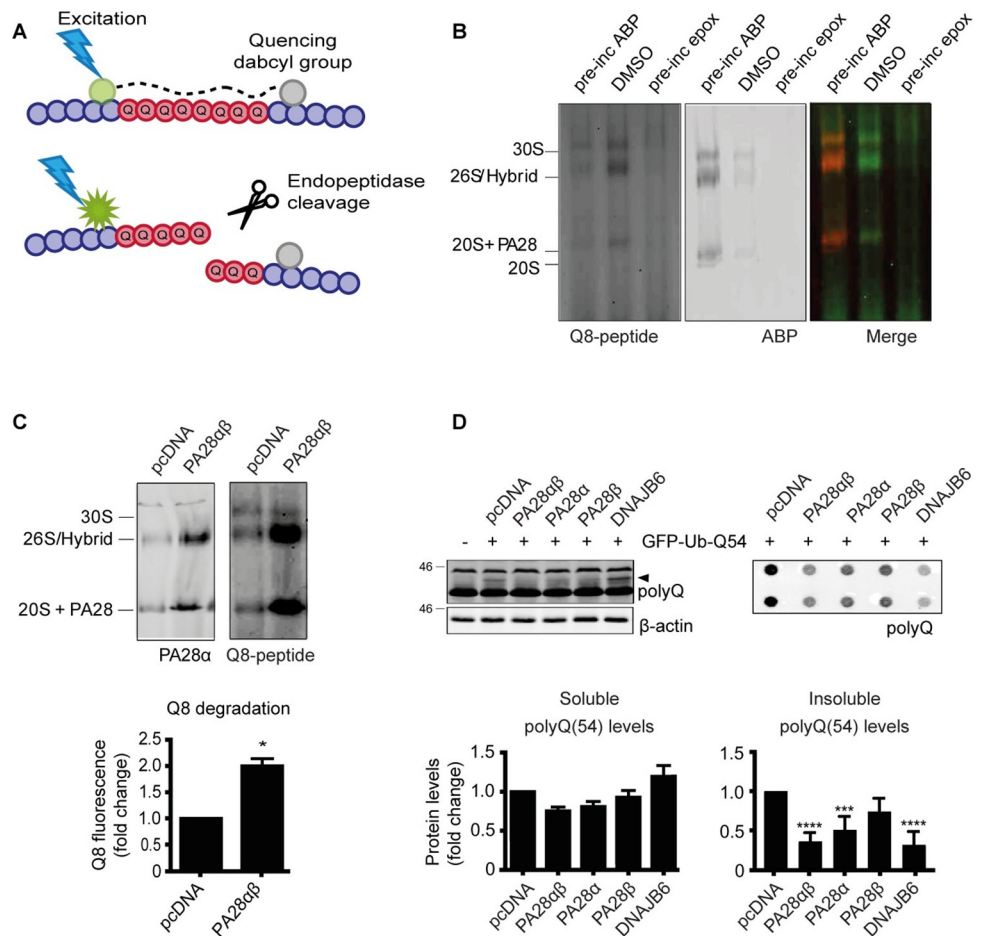 A
Excitation
Quencing
dabcyl group
Q Q Q Q Q Q Q Q
Endopeptidase
cleavage
Q Q Q Q Q
Q Q Q
B
pre-inc ABP
DMSO
pre-inc epox
pre-inc ABP
DMSO
pre-inc epox
pre-inc ABP
DMSO
pre-inc epox
30S
26S/Hybrid
20S+ PA28
20S
Q8-peptide
ABP
Merge
C
pcDNA
PA28αβ
pcDNA
PA28αβ
30S
26S/Hybrid
20S + PA28
PA28α
Q8-peptide
Q8 degradation
Q8 fluorescence
(fold change)
2.5
2.0
1.5
1.0
0.5
0.0
*
pcDNA
PA28αβ
D
pcDNA
PA28αβ
PA28α
PA28β
DNAJB6
- + + + + + GFP-Ub-Q54
46
polyQ
46
β-actin
pcDNA
PA28αβ
PA28α
PA28β
DNAJB6
+ + + + +
polyQ
Soluble
polyQ(54) levels
Protein levels
(fold change)
1.5
1.0
0.5
0
pcDNA
PA28αβ
PA28α
PA28β
DNAJB6
Insoluble
polyQ(54) levels
1.5
1.0
0.5
0
****
***
****
pcDNA
PA28αβ
PA28α
PA28β
DNAJB6